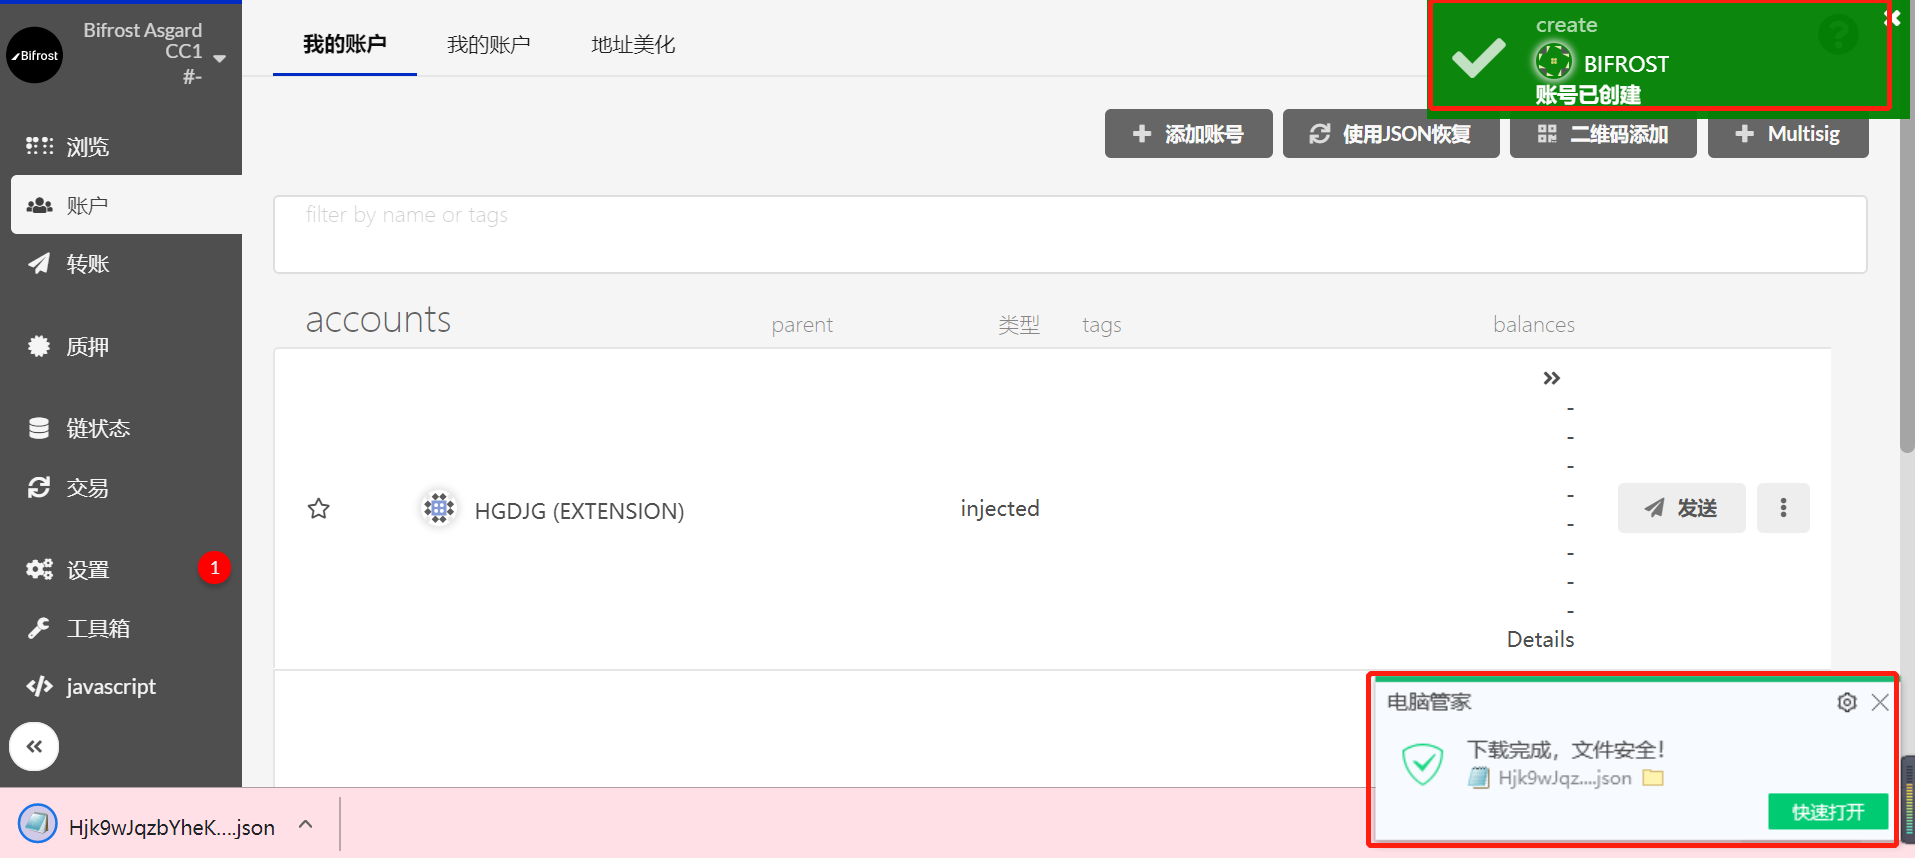 Bifrost
Bifrost Asgard
CC1
#-
浏览
账户
转账
质押
链状态
交易
设置
1
工具箱
javascript
我的账户
我的账户
地址美化
create
BIFROST
账号已创建
添加账号
使用JSON恢复
二维码添加
Multisig
filter by name or tags
accounts
parent
类型
tags
balances
-
-
-
-
-
-
-
-
HGDJG (EXTENSION)
injected
发送
Details
电脑管家
下载完成，文件安全！
Hjk9wJqz....json
快速打开
Hjk9wJqzbYheK....json